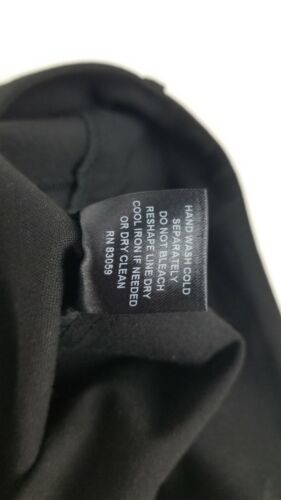 HAND WASH COLD
SEPARATELY
DO NOT BLEACH
RESHAPE LINE DRY
COOL IRON IF NEEDED
OR DRY CLEAN
RN 83059